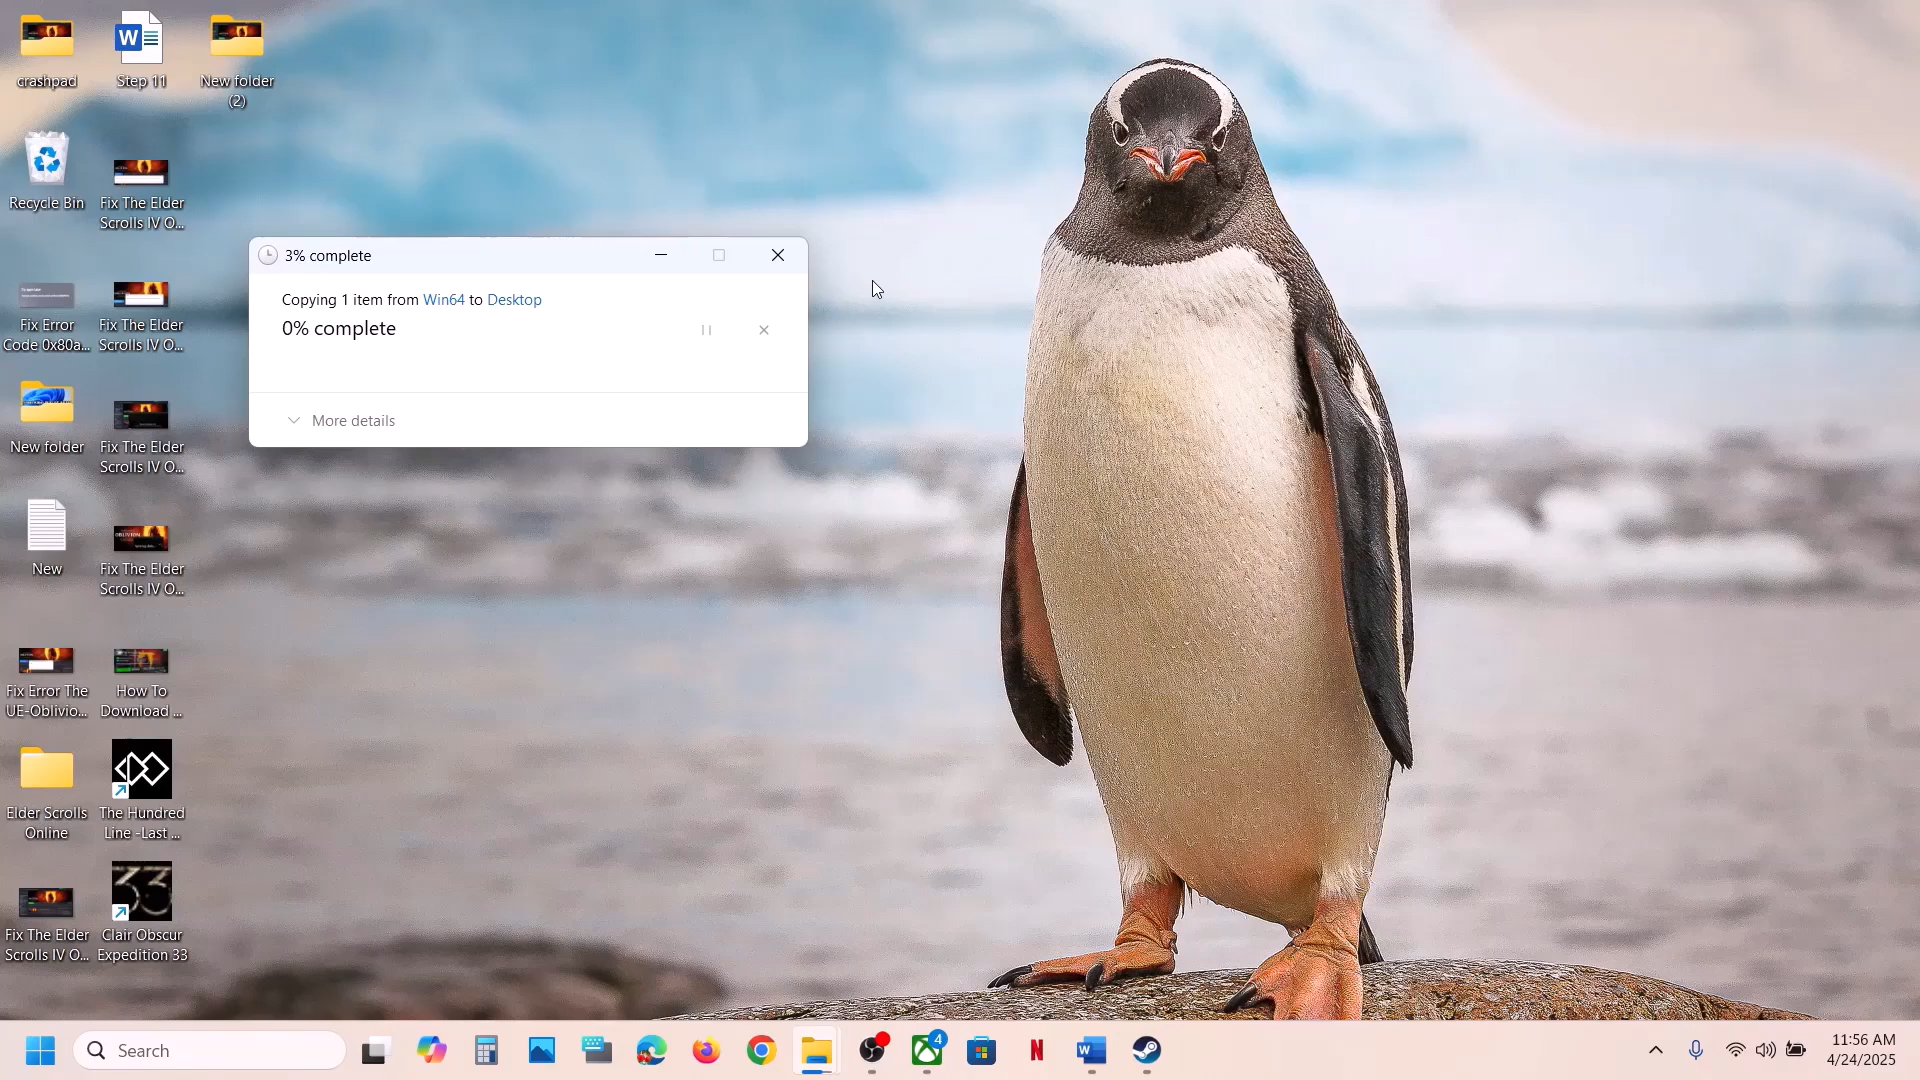 crashpad
Step 11
New folder
(2)
Recycle Bin
Fix The Elder
Scrolls IV O...
Fix Error
Code 0x80a...
Fix The Elder
Scrolls IV O...
New folder
Fix The Elder
Scrolls IV O...
New
Fix The Elder
Scrolls IV O...
Fix Error The
UE-Oblivio...
How To
Download ...
Elder Scrolls
Online
The Hundred
Line -Last ...
Fix The Elder
Scrolls IV O...
Clair Obscur
Expedition 33
3% complete
Copying 1 item from Win64 to Desktop
0% complete
More details
Search
4
11:56 AM
4/24/2025